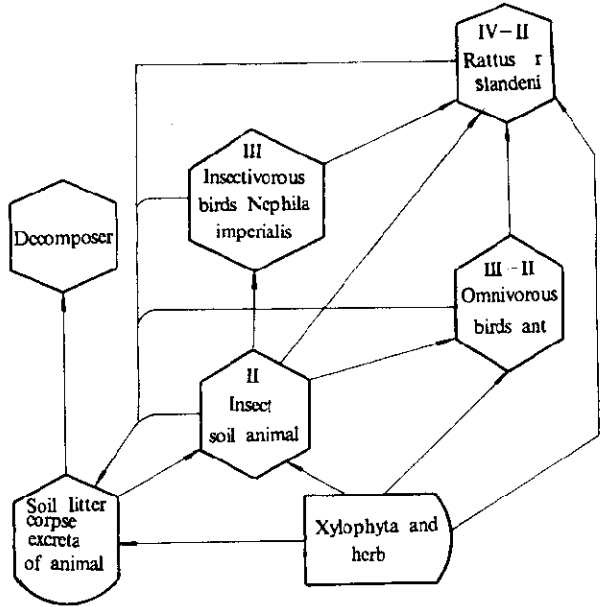 IV-II
Rattus r
slandeni
III
Insectivorous
birds Nephila
imperialis
Decomposer
III-II
Omnivorous
birds ant
II
Insect
soil animal
Soil litter
corpse
excreta
of animal
Xylophyta and
herb